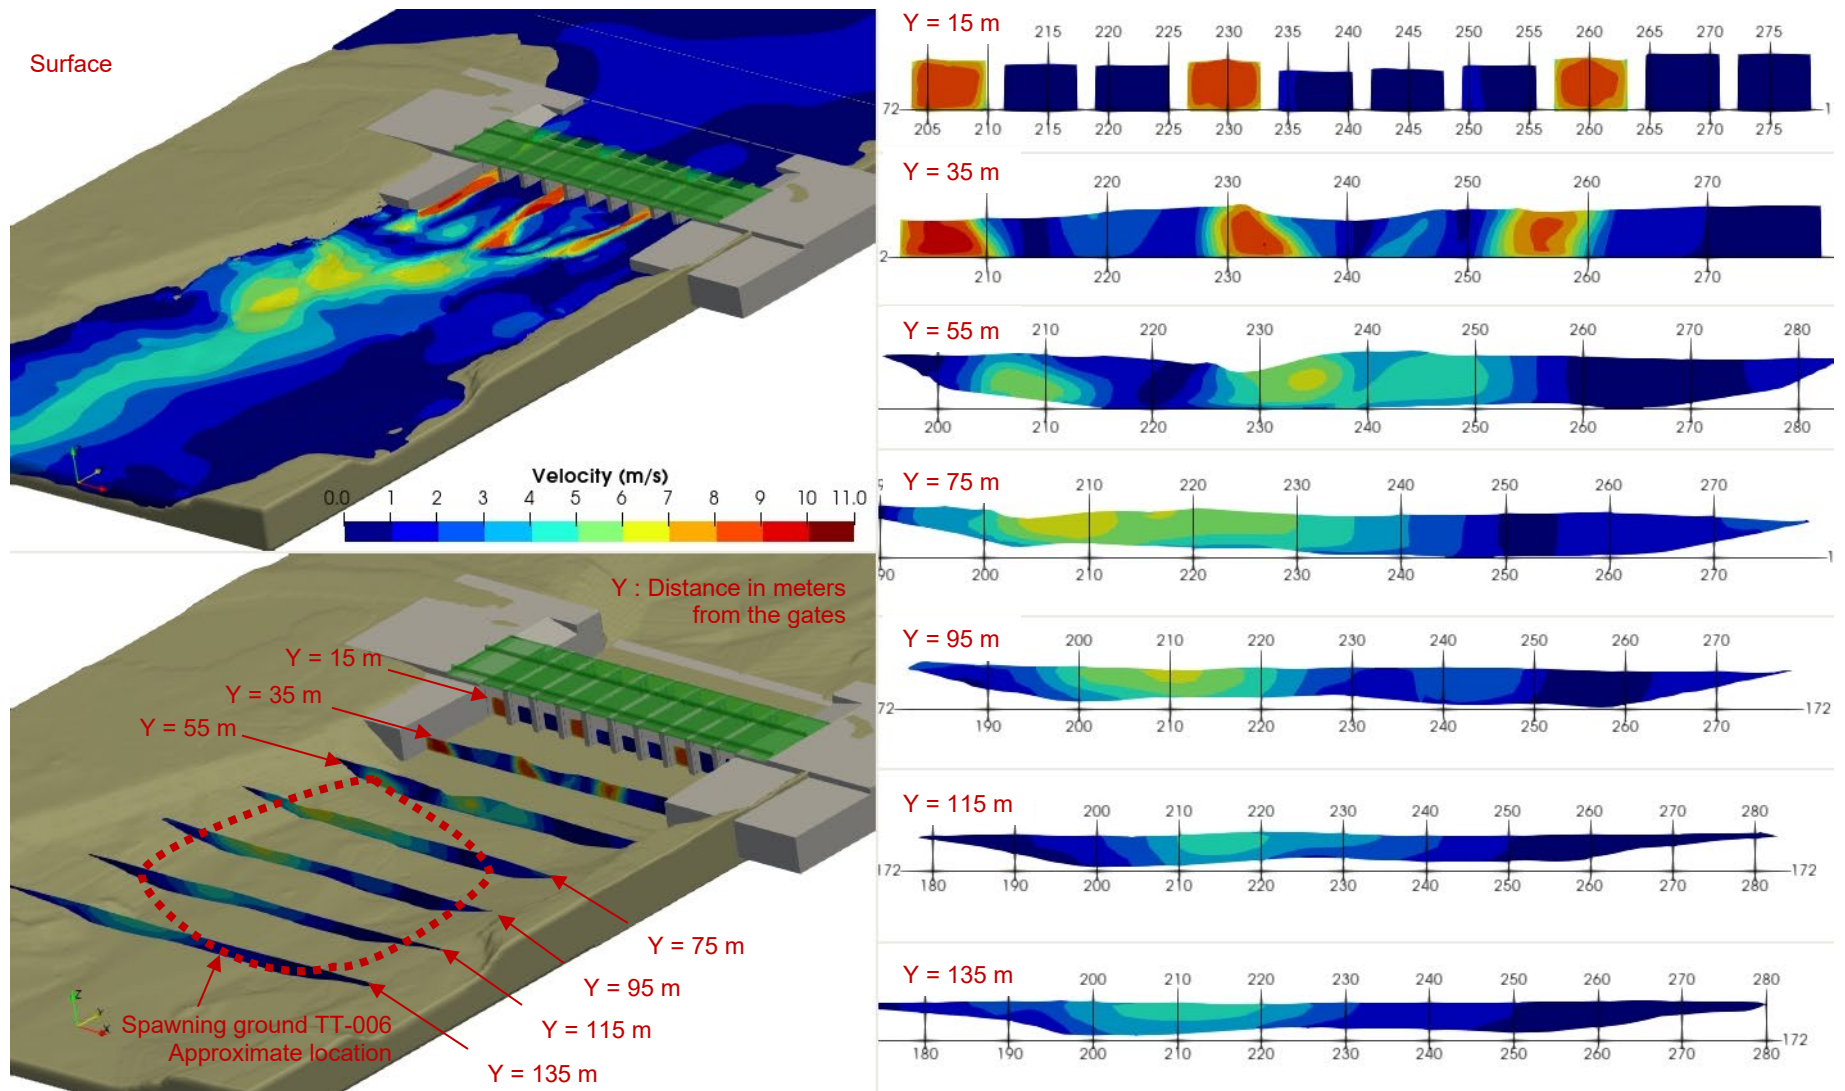 Surface
Velocity (m/s)
0.0 1 2 3 4 5 6 7 8 9 10 11.0
Y : Distance in meters
from the gates
Y = 15 m
Y = 35 m
Y = 55 m
Y = 75 m
Y = 95 m
Y = 115 m
Y = 135 m
Spawning ground TT-006
Approximate location
Z
Y
X
Y = 15 m
215 220 225 230 235 240 245 250 255 260 265 270 275
72
205 210 215 220 225 230 235 240 245 250 255 260 265 270 275
1
Y = 35 m
220 230 240 250 260 270
2
210 220 230 240 250 260 270
Y = 55 m
210 220 230 240 250 260 270 280
200 210 220 230 240 250 260 270 280
Y = 75 m
210 220 230 240 250 260 270
1
90 200 210 220 230 240 250 260 270
Y = 95 m
200 210 220 230 240 250 260 270
72 172
190 200 210 220 230 240 250 260 270
Y = 115 m
200 210 220 230 240 250 260 270 280
172 172
180 190 200 210 220 230 240 250 260 270 280
Y = 135 m
200 210 220 230 240 250 260 270 280
172
180 190 200 210 220 230 240 250 260 270 280